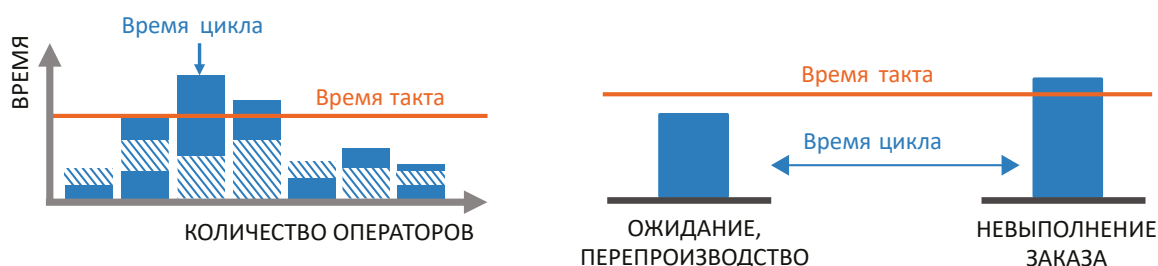 Время цикла
ВРЕМЯ
Время такта
КОЛИЧЕСТВО ОПЕРАТОРОВ
Время такта
Время цикла
ОЖИДАНИЕ,
ПЕРЕПРОИЗВОДСТВО
НЕВЫПОЛНЕНИЕ
ЗАКАЗА